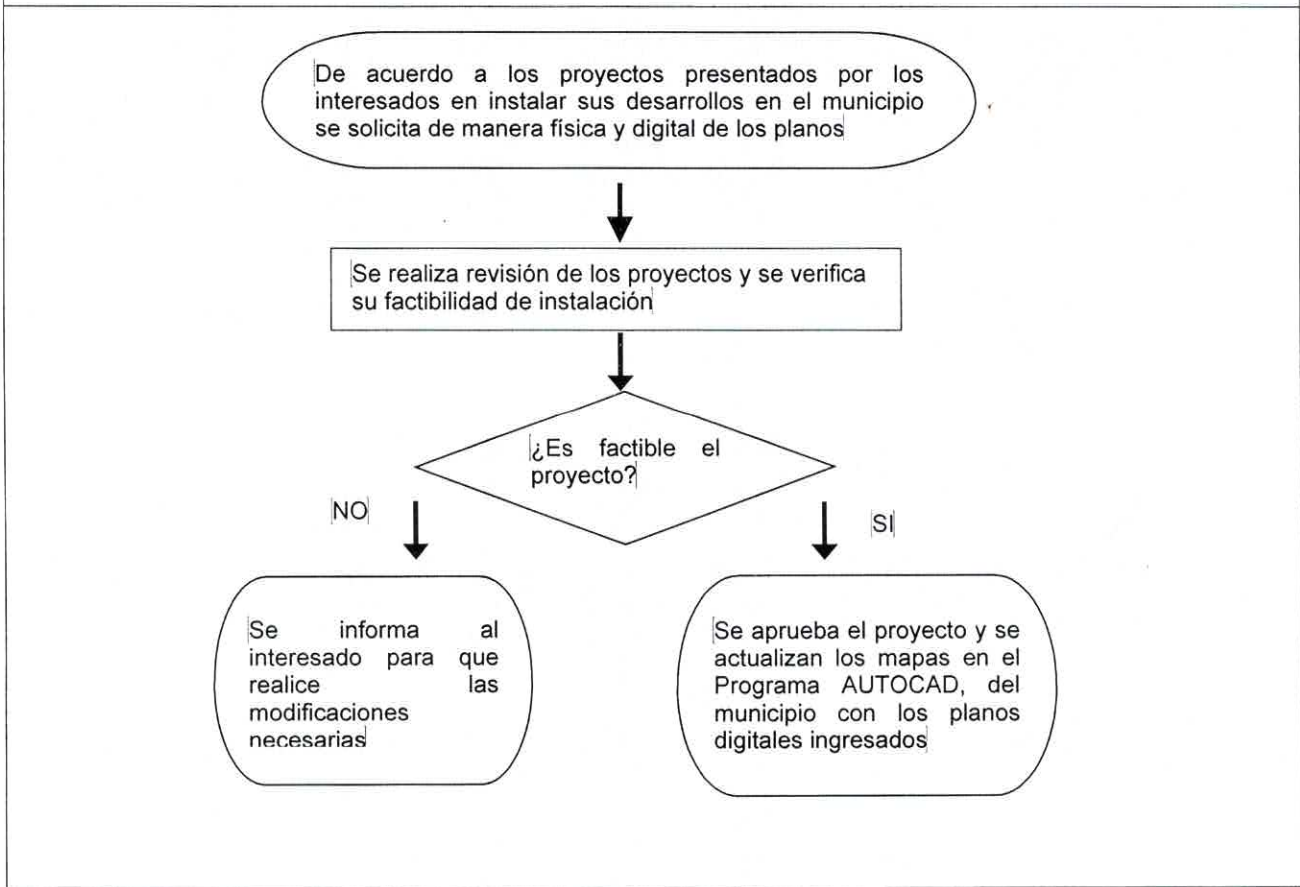 De acuerdo a los proyectos presentados por los
interesados en instalar sus desarrollos en el municipio
se solicita de manera física y digital de los planos
Se realiza revisión de los proyectos y se verifica
su factibilidad de instalación
¿Es factible el
proyecto?
NO
SI
Se informa al
interesado para que
realice las
modificaciones
necesarias
Se aprueba el proyecto y se
actualizan los mapas en el
Programa AUTOCAD, del
municipio con los planos
digitales ingresados